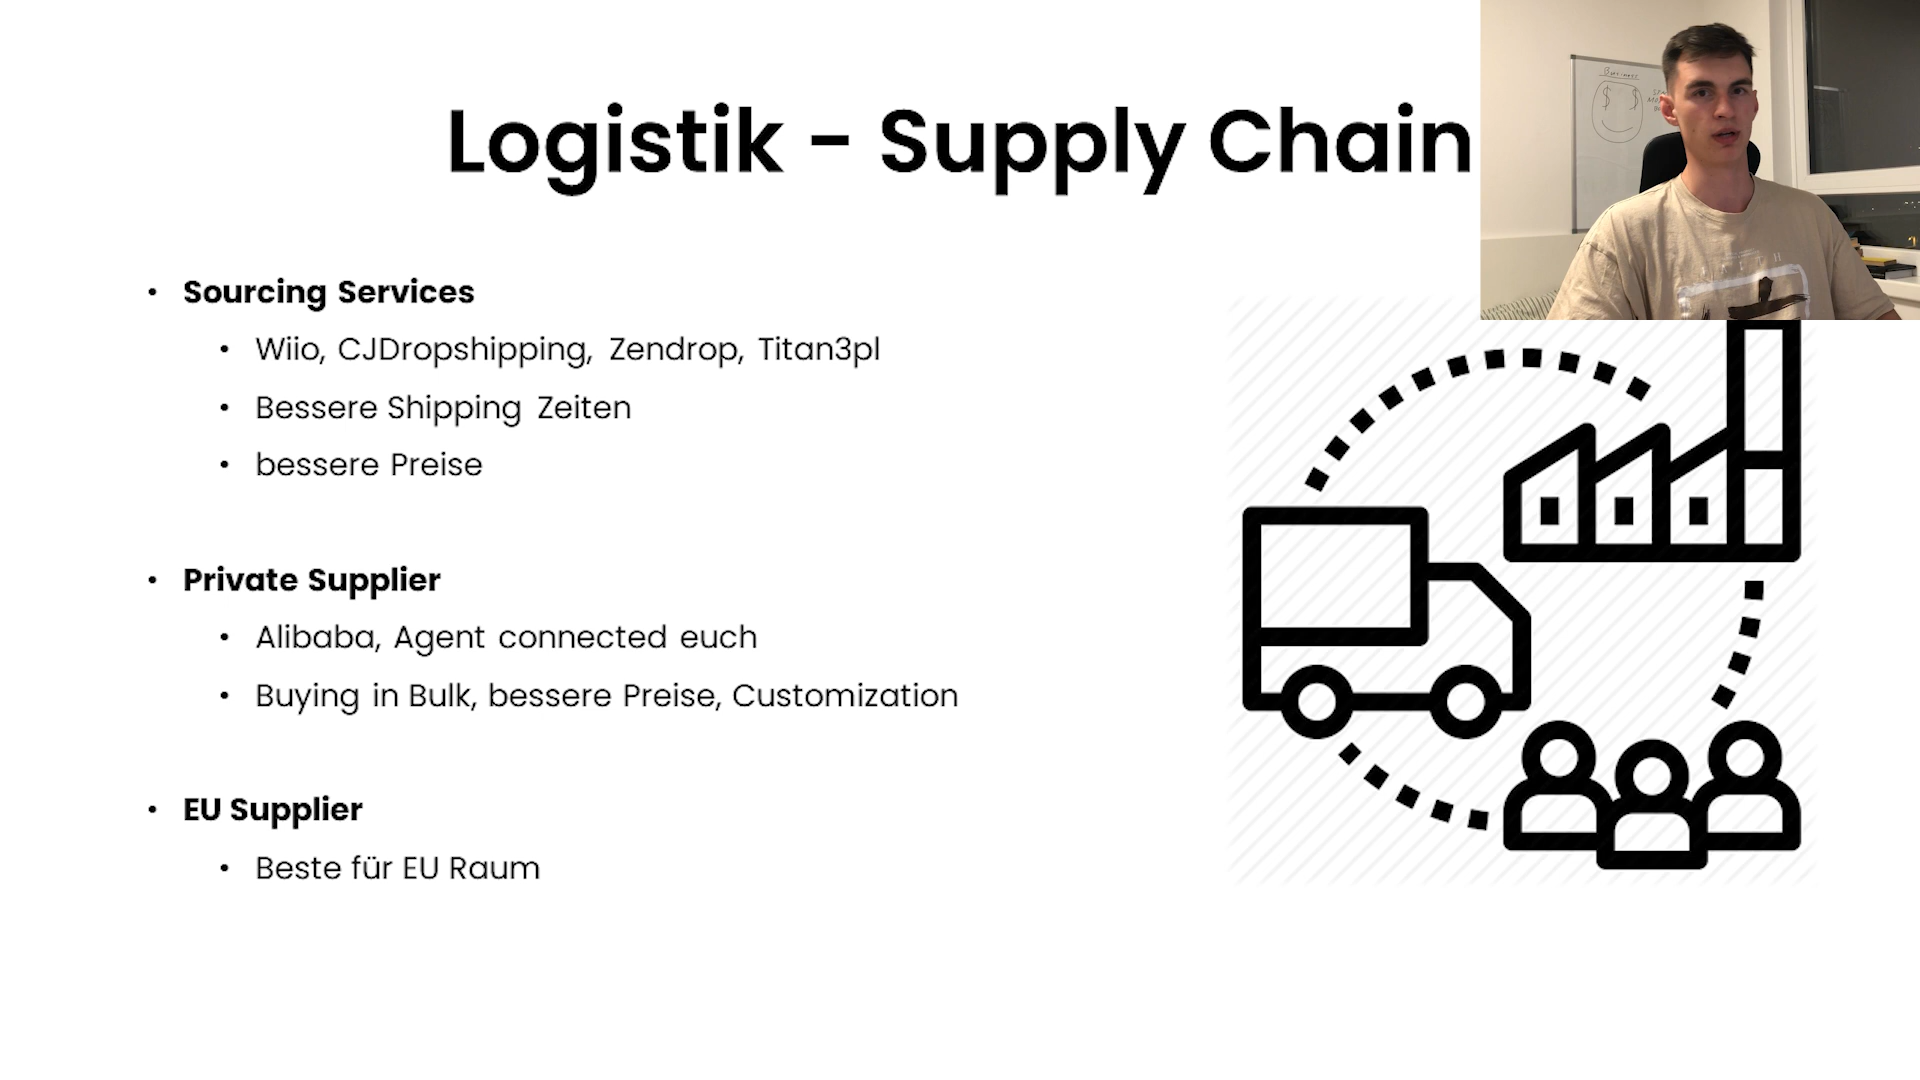 Logistik - Supply Chain
• Sourcing Services
• Wiio, CJDropshipping, Zendrop, Titan3pl
• Bessere Shipping Zeiten
• bessere Preise
• Private Supplier
• Alibaba, Agent connected euch
• Buying in Bulk, bessere Preise, Customization
• EU Supplier
• Beste für EU Raum